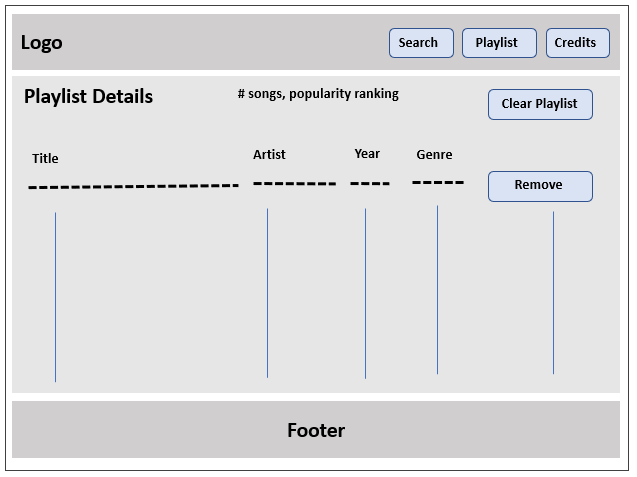 Logo
Search
Playlist
Credits
Playlist Details
# songs, popularity ranking
Clear Playlist
Title
Artist
Year
Genre
Remove
Footer